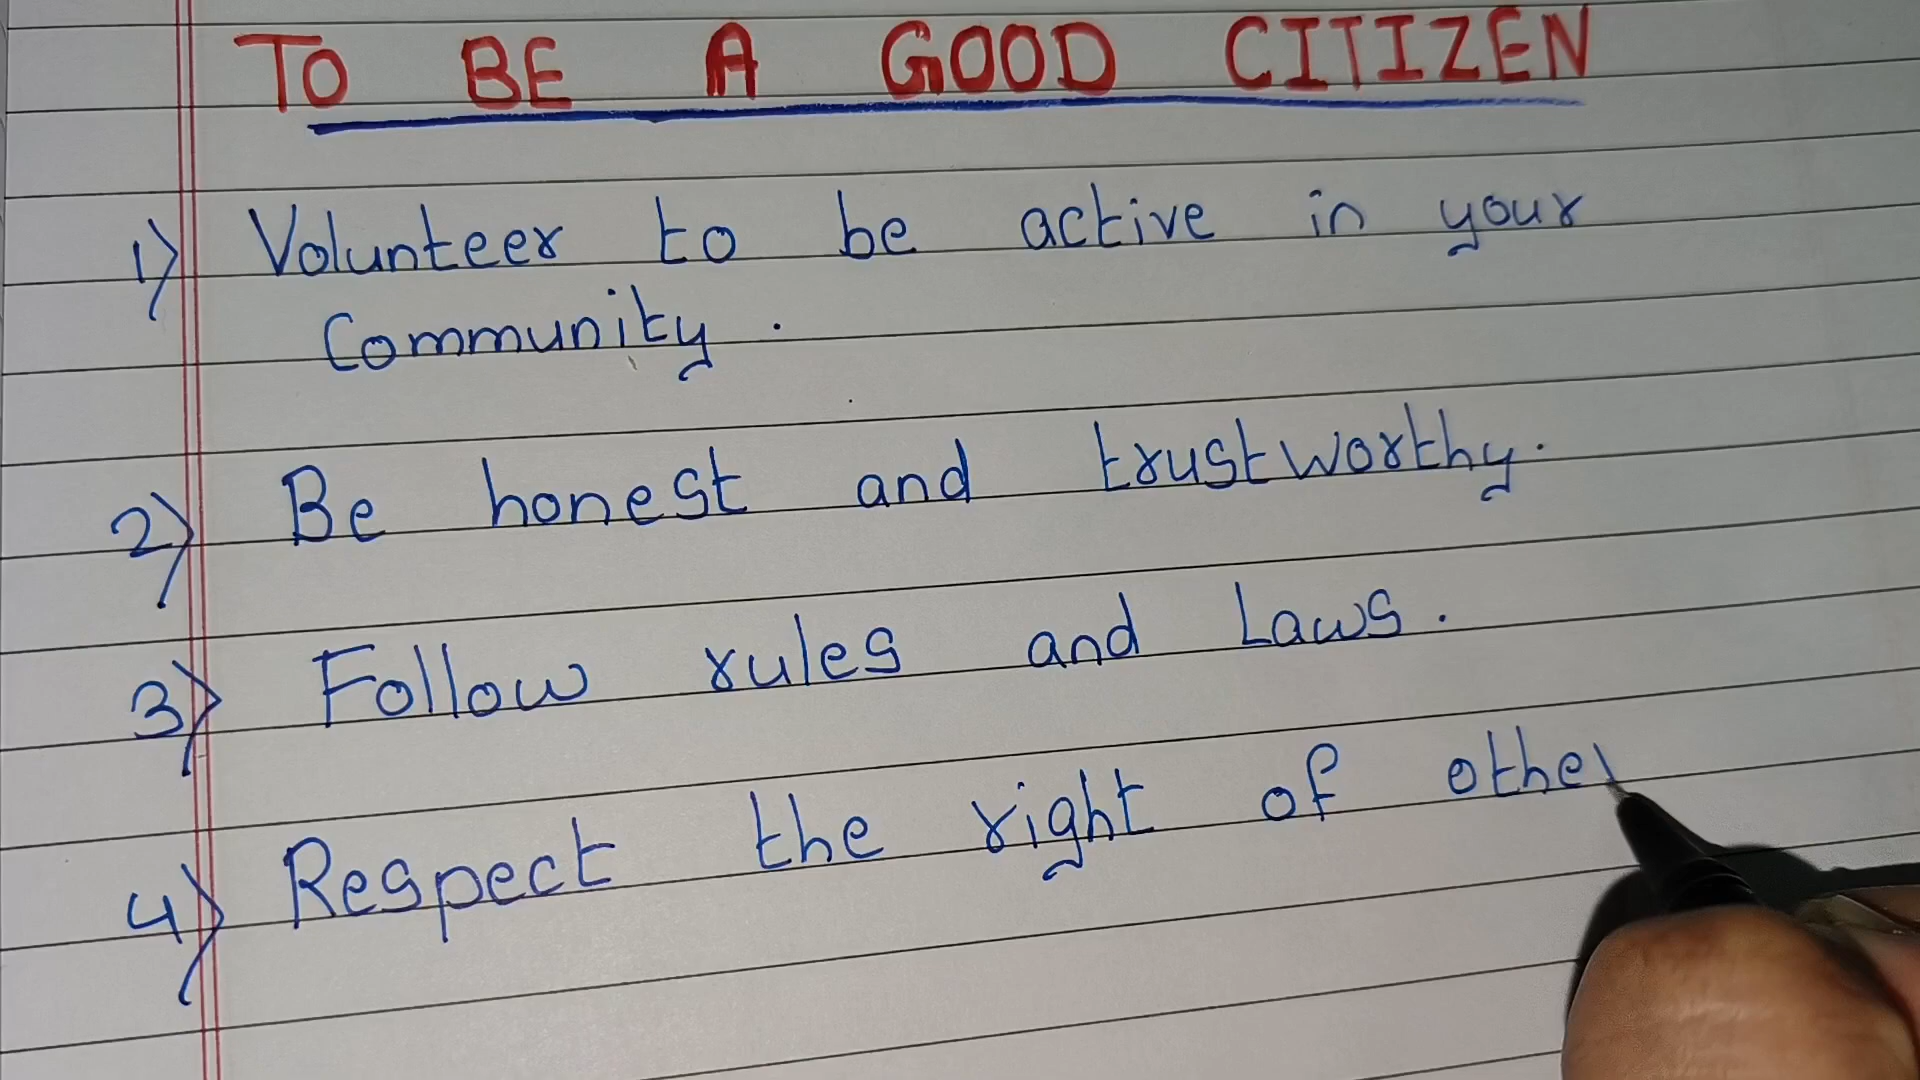 TO BE A GOOD CITIZEN
1) Volunteer to be active in your
Community.
2) Be honest and trustworthy.
3) Follow rules and Laws.
4) Respect the right of othe